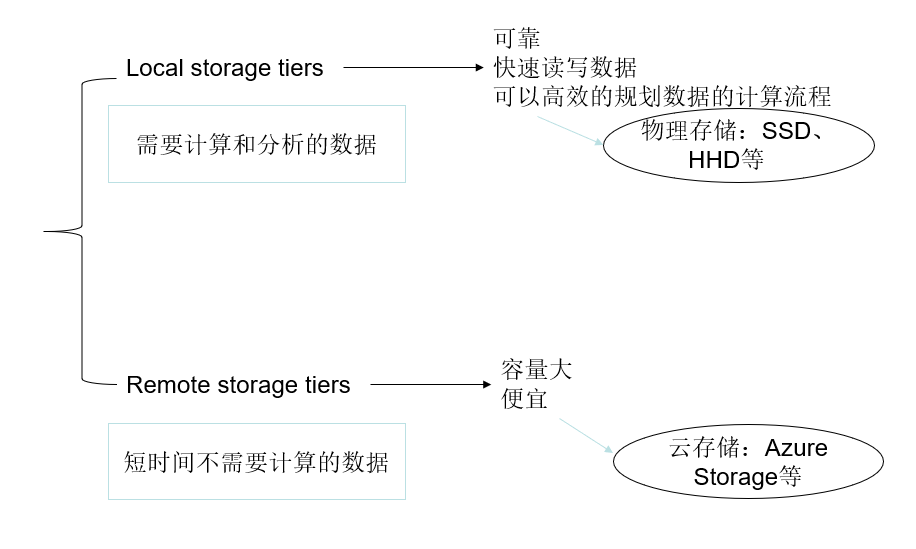 Local storage tiers
可靠
快速读写数据
可以高效的规划数据的计算流程
需要计算和分析的数据
物理存储：SSD、
HHD等
Remote storage tiers
容量大
便宜
短时间不需要计算的数据
云存储：Azure
Storage等